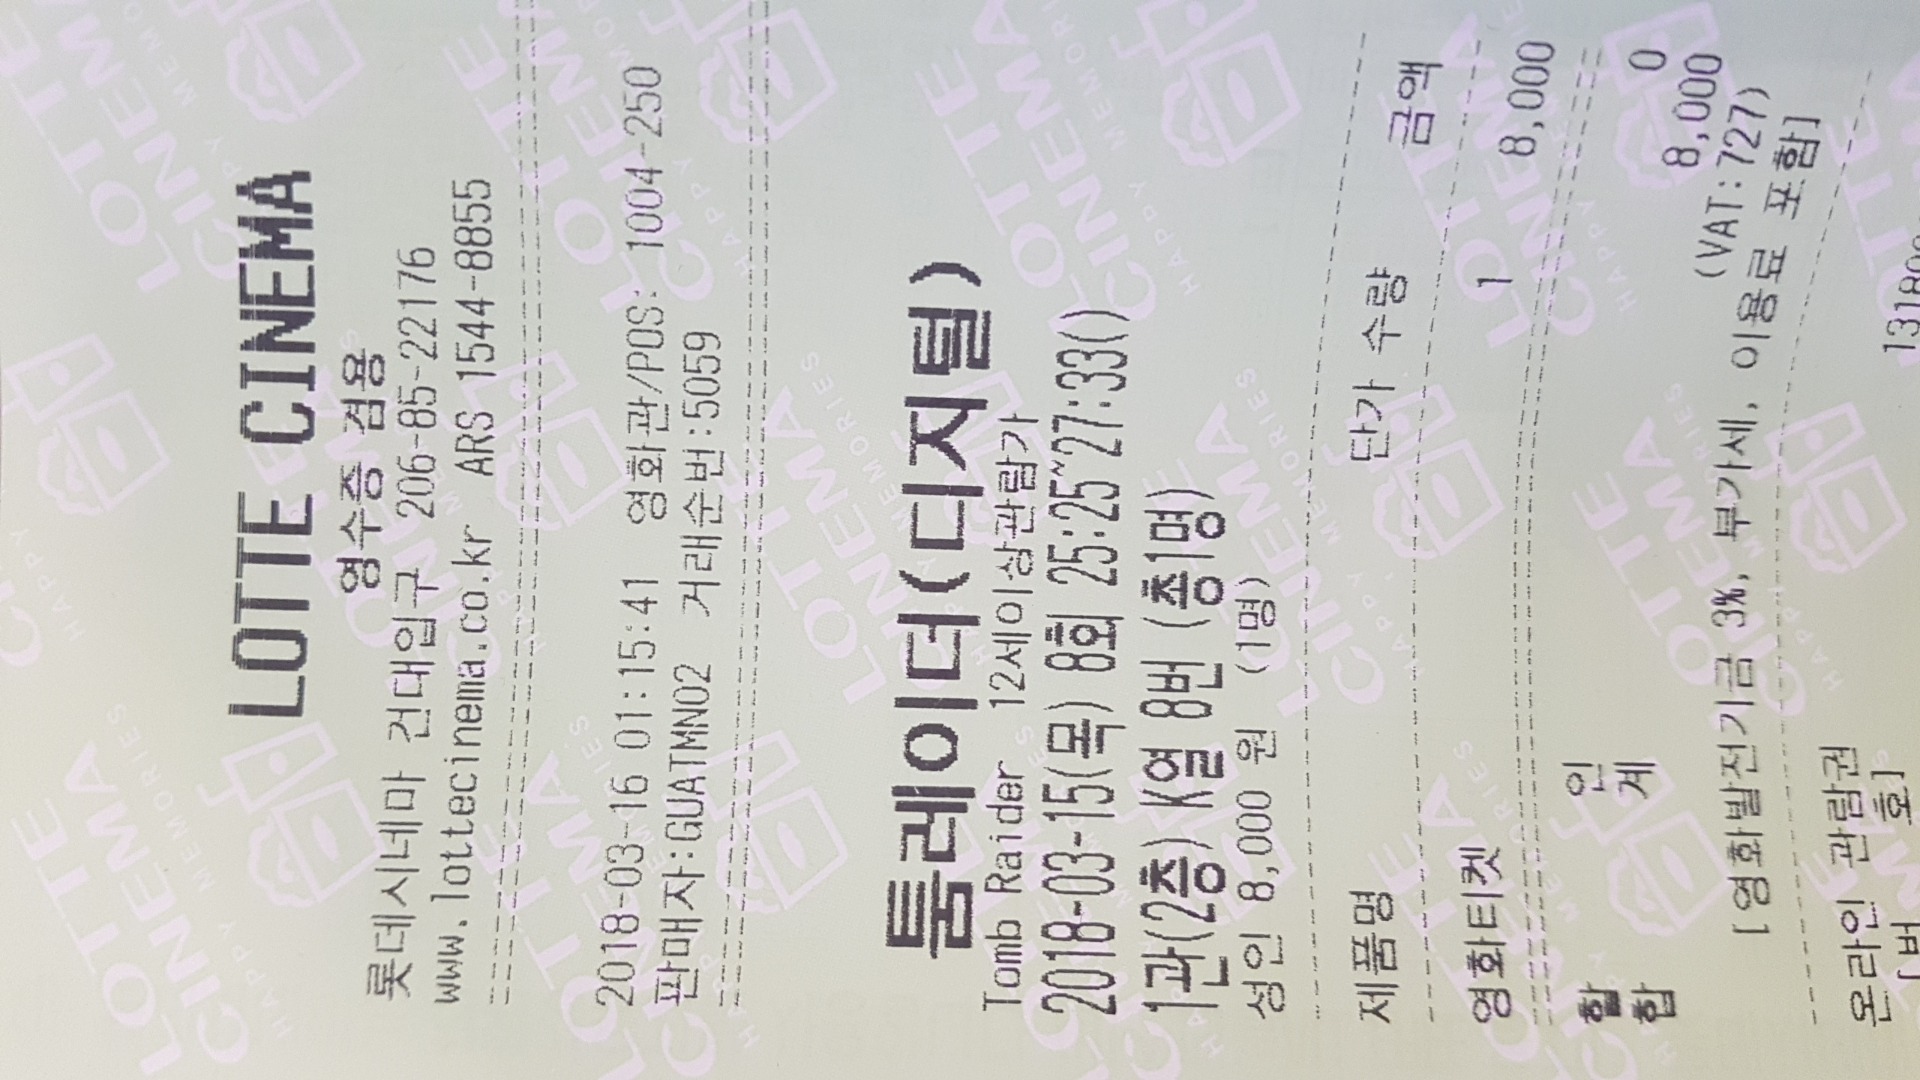 LOTTE CINEMA
영수증 겸용
롯데시네마 건대입구 206-85-22176
www.lottecinema.co.kr ARS 1544-8855
2018-03-16 01:15:41 영화관/POS: 1004-250
판매자:GUATMN02 거래순번:5059
툼레이더(디지털)
Tomb Raider 12세이상관람가
2018-03-15(목) 8회 25:25~27:33()
1관(2층) K열 8번 (총1명)
성인 8,000 원 (1명)
제품명 단가 수량 금액
영화티켓 1 8,000
할 인 0
합 계 8,000
(VAT:727)
[영화발전기금 3%, 부가세, 이용료 포함]
온라인 관람권